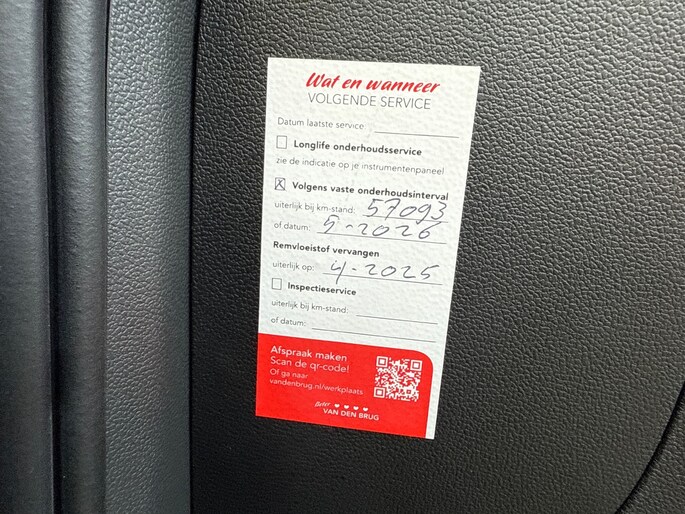 Wat en wanneer
VOLGENDE SERVICE
Datum laatste service
Longlife onderhoudsservice
zie de indicatie op je instrumentenpaneel
X Volgens vaste onderhoudsinterval
uiterlijk bij km-stand: 57093
of datum: 5-2026
Remvloeistof vervangen
uiterlijk op: 4-2025
Inspectieservice
uiterlijk bij km-stand:
of datum:
Afspraak maken
Scan de qr-code!
Of ga naar
vandenbrug.nl/werkplaats
Beter
VAN DEN BRUG